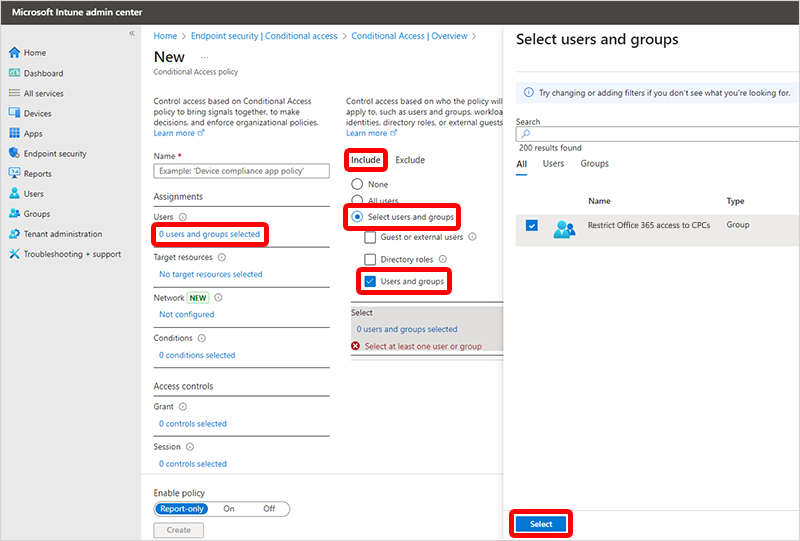 Microsoft Intune admin center
«
Home
Dashboard
All services
Devices
Apps
Endpoint security
Reports
Users
Groups
Tenant administration
Troubleshooting + support
Home > Endpoint security | Conditional access > Conditional Access | Overview >
New ...
Conditional Access policy
Control access based on Conditional Access
policy to bring signals together, to make
decisions, and enforce organizational policies.
Learn more
Name *
Example: 'Device compliance app policy'
Assignments
Users
0 users and groups selected
Target resources
No target resources selected
Network NEW
Not configured
Conditions
0 conditions selected
Access controls
Grant
0 controls selected
Session
0 controls selected
Enable policy
Report-only On Off
Create
Control access based on who the policy will
apply to, such as users and groups, workloa
identities, directory roles, or external guests
Learn more
Include Exclude
None
All users
Select users and groups
Guest or external users
Directory roles
Users and groups
Select
0 users and groups selected
Select at least one user or group
Select users and groups
Try changing or adding filters if you don't see what you're looking for.
Search
200 results found
All Users Groups
Name Type
Restrict Office 365 access to CPCs Group
Select